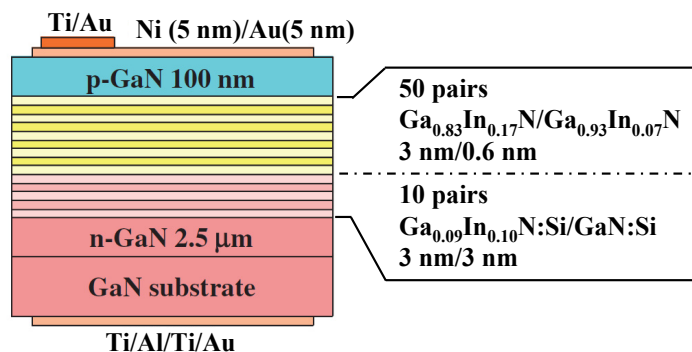 Ti/Au
Ni (5 nm)/Au(5 nm)
p-GaN 100 nm
50 pairs
Ga0.83In0.17N/Ga0.93In0.07N
3 nm/0.6 nm
10 pairs
Ga0.09In0.10N:Si/GaN:Si
3 nm/3 nm
n-GaN 2.5 μm
GaN substrate
Ti/Al/Ti/Au